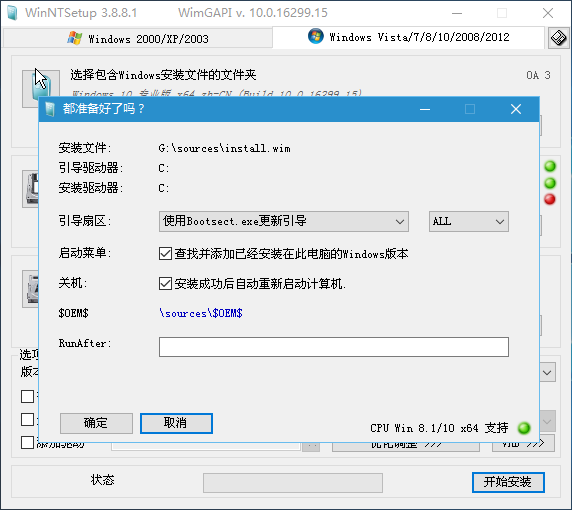 WinNTSetup 3.8.8.1 WimGAPI v. 10.0.16299.15
Windows 2000/XP/2003
Windows Vista/7/8/10/2008/2012
选择包含Windows安装文件的文件夹
OA 3
Windows 10 专业版 x64 zh-CN (Build 10.0.16299.15)
都准备好了吗？
安装文件: G:\sources\install.wim
引导驱动器: C:
安装驱动器: C:
引导扇区: 使用Bootsect.exe更新引导 ALL
启动菜单: 查找并添加已经安装在此电脑的Windows版本
关机: 安装成功后自动重新启动计算机.
$OEM$ \sources\$OEM$
RunAfter:
选项
版本
确定 取消
CPU Win 8.1/10 x64 支持
添加驱动 优化调整 >>> VHD >>>
状态
开始安装